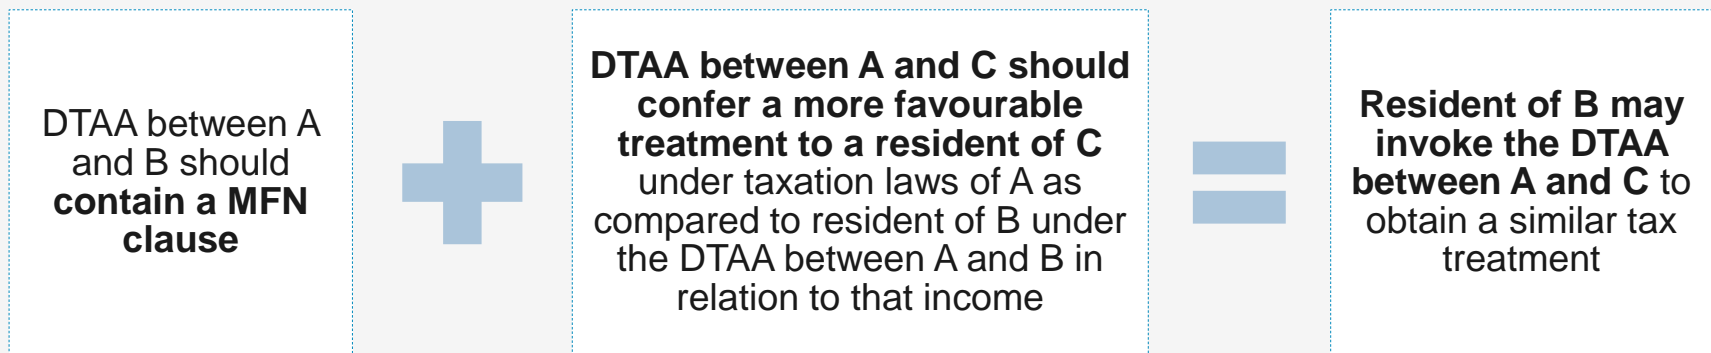 DTAA between A
and B should
contain a MFN
clause
DTAA between A and C should
confer a more favourable
treatment to a resident of C
under taxation laws of A as
compared to resident of B under
the DTAA between A and B in
relation to that income
Resident of B may
invoke the DTAA
between A and C to
obtain a similar tax
treatment